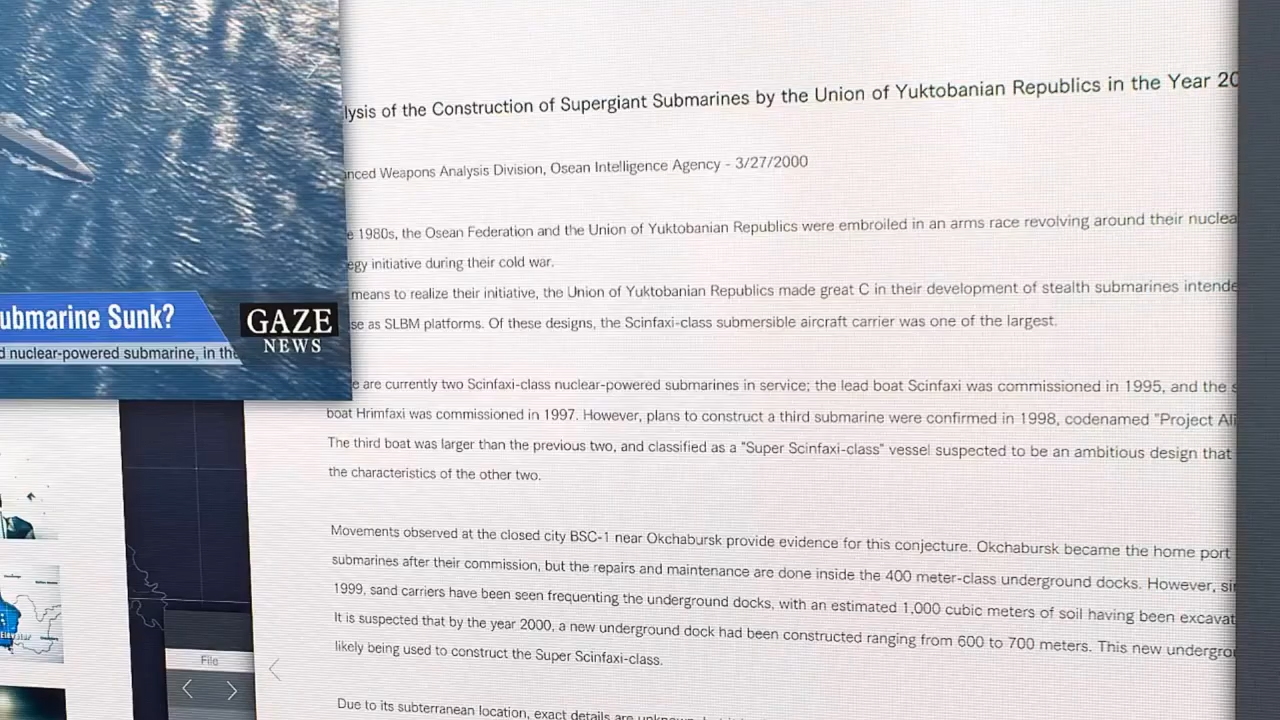 lysis of the Construction of Supergiant Submarines by the Union of Yuktobanian Republics in the Year 20
nced Weapons Analysis Division, Osean Intelligence Agency - 3/27/2000
e 1980s, the Osean Federation and the Union of Yuktobanian Republics were embroiled in an arms race revolving around their nuclea
egy initiative during their cold war.
means to realize their initiative, the Union of Yuktobanian Republics made great C in their development of stealth submarines intende
se as SLBM platforms. Of these designs, the Scinfaxi-class submersible aircraft carrier was one of the largest.
e are currently two Scinfaxi-class nuclear-powered submarines in service; the lead boat Scinfaxi was commissioned in 1995, and the s
boat Hrimfaxi was commissioned in 1997. However, plans to construct a third submarine were confirmed in 1998, codenamed "Project Ali
The third boat was larger than the previous two, and classified as a "Super Scinfaxi-class" vessel suspected to be an ambitious design that
the characteristics of the other two.
Movements observed at the closed city BSC-1 near Okchabursk provide evidence for this conjecture. Okchabursk became the home port
submarines after their commission, but the repairs and maintenance are done inside the 400 meter-class underground docks. However, si
1999, sand carriers have been seen frequenting the underground docks, with an estimated 1,000 cubic meters of soil having been excavat
It is suspected that by the year 2000, a new underground dock had been constructed ranging from 600 to 700 meters. This new undergrou
likely being used to construct the Super Scinfaxi-class.
Due to its subterranean location, exact details are unknown
ubmarine Sunk?
d nuclear-powered submarine, in the
GAZE
NEWS
File